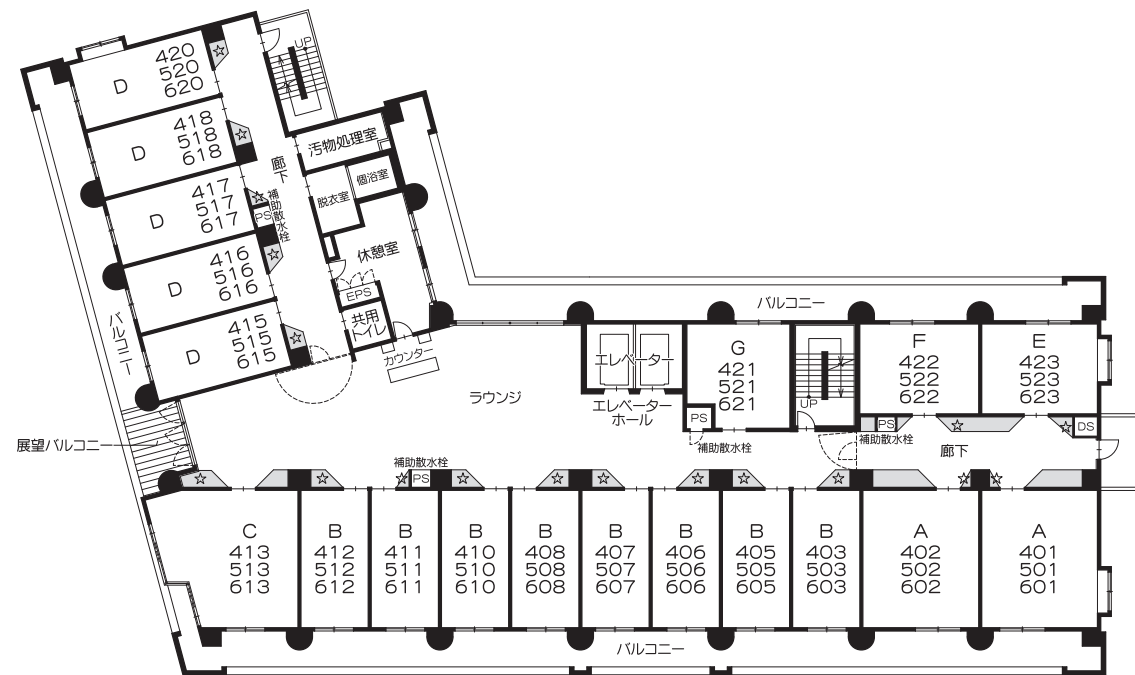 D
420
520
620
D
418
518
618
D
417
517
617
D
416
516
616
D
415
515
615
UP
廊下
汚物処理室
個浴室
脱衣室
補助散水栓
PS
休憩室
EPS
共用
トイレ
カウンター
バルコニー
展望バルコニー
ラウンジ
バルコニー
エレベーター
エレベーター
ホール
G
421
521
621
PS
補助散水栓
UP
F
422
522
622
E
423
523
623
PS
補助散水栓
DS
廊下
補助散水栓
PS
C
413
513
613
B
412
512
612
B
411
511
611
B
410
510
610
B
408
508
608
B
407
507
607
B
406
506
606
B
405
505
605
B
403
503
603
A
402
502
602
A
401
501
601
バルコニー